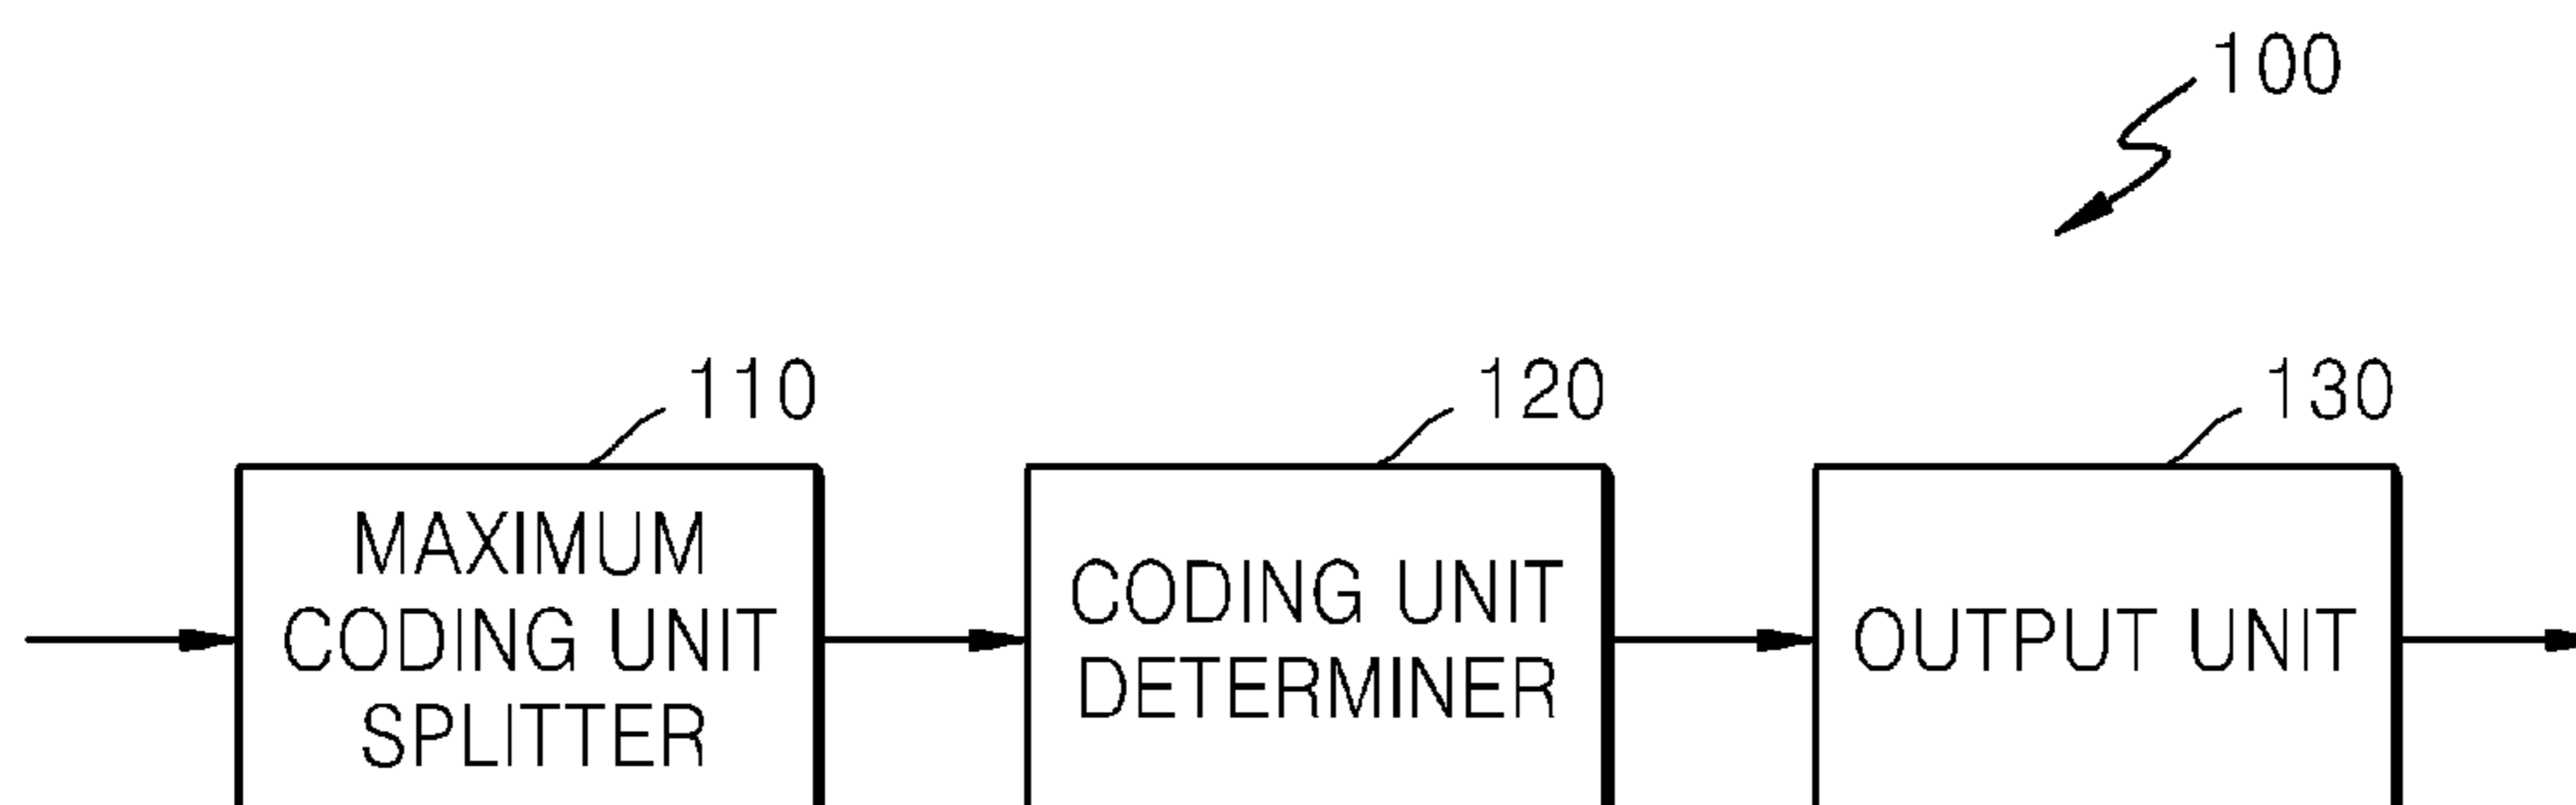 100
110
120
130
MAXIMUM
CODING UNIT
SPLITTER
CODING UNIT
DETERMINER
OUTPUT UNIT